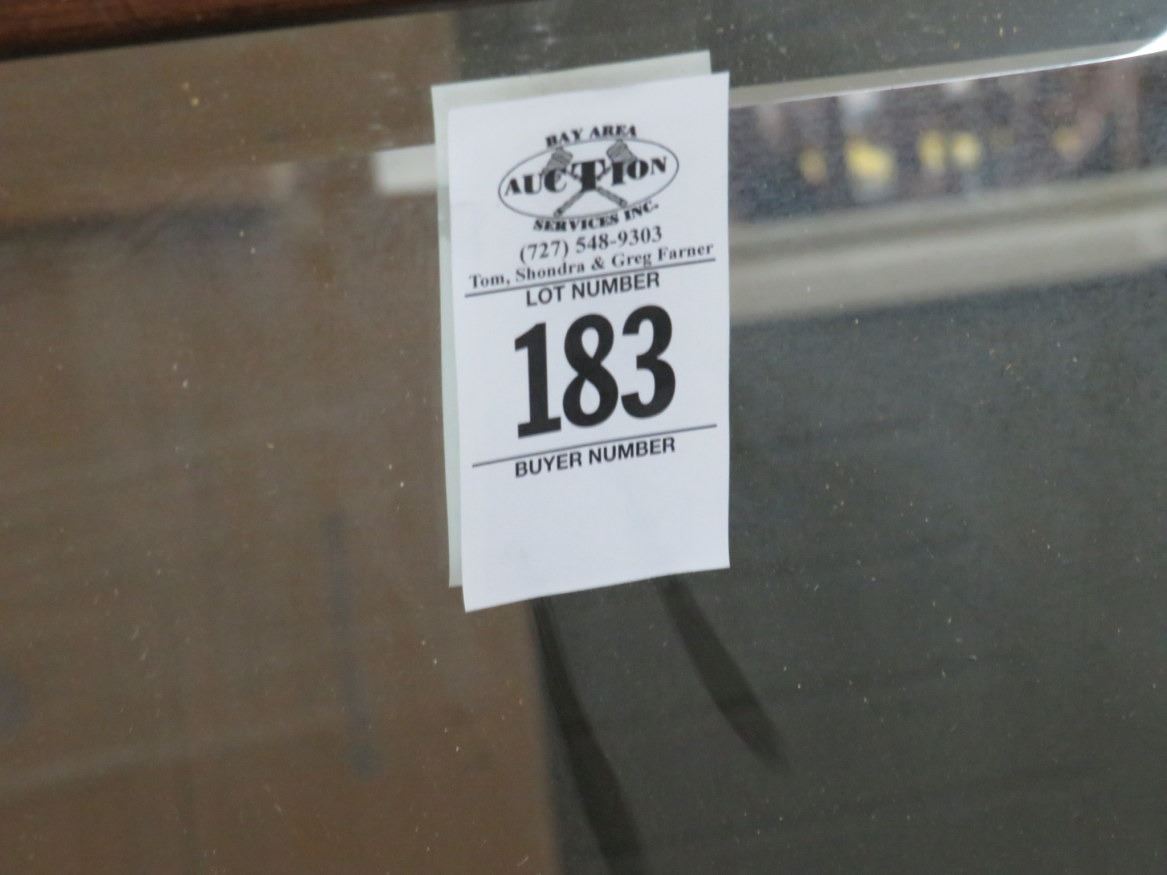 BAY AREA
AUCTION
SERVICES INC.
(727) 548-9303
Tom, Shondra & Greg Farner
LOT NUMBER
183
BUYER NUMBER